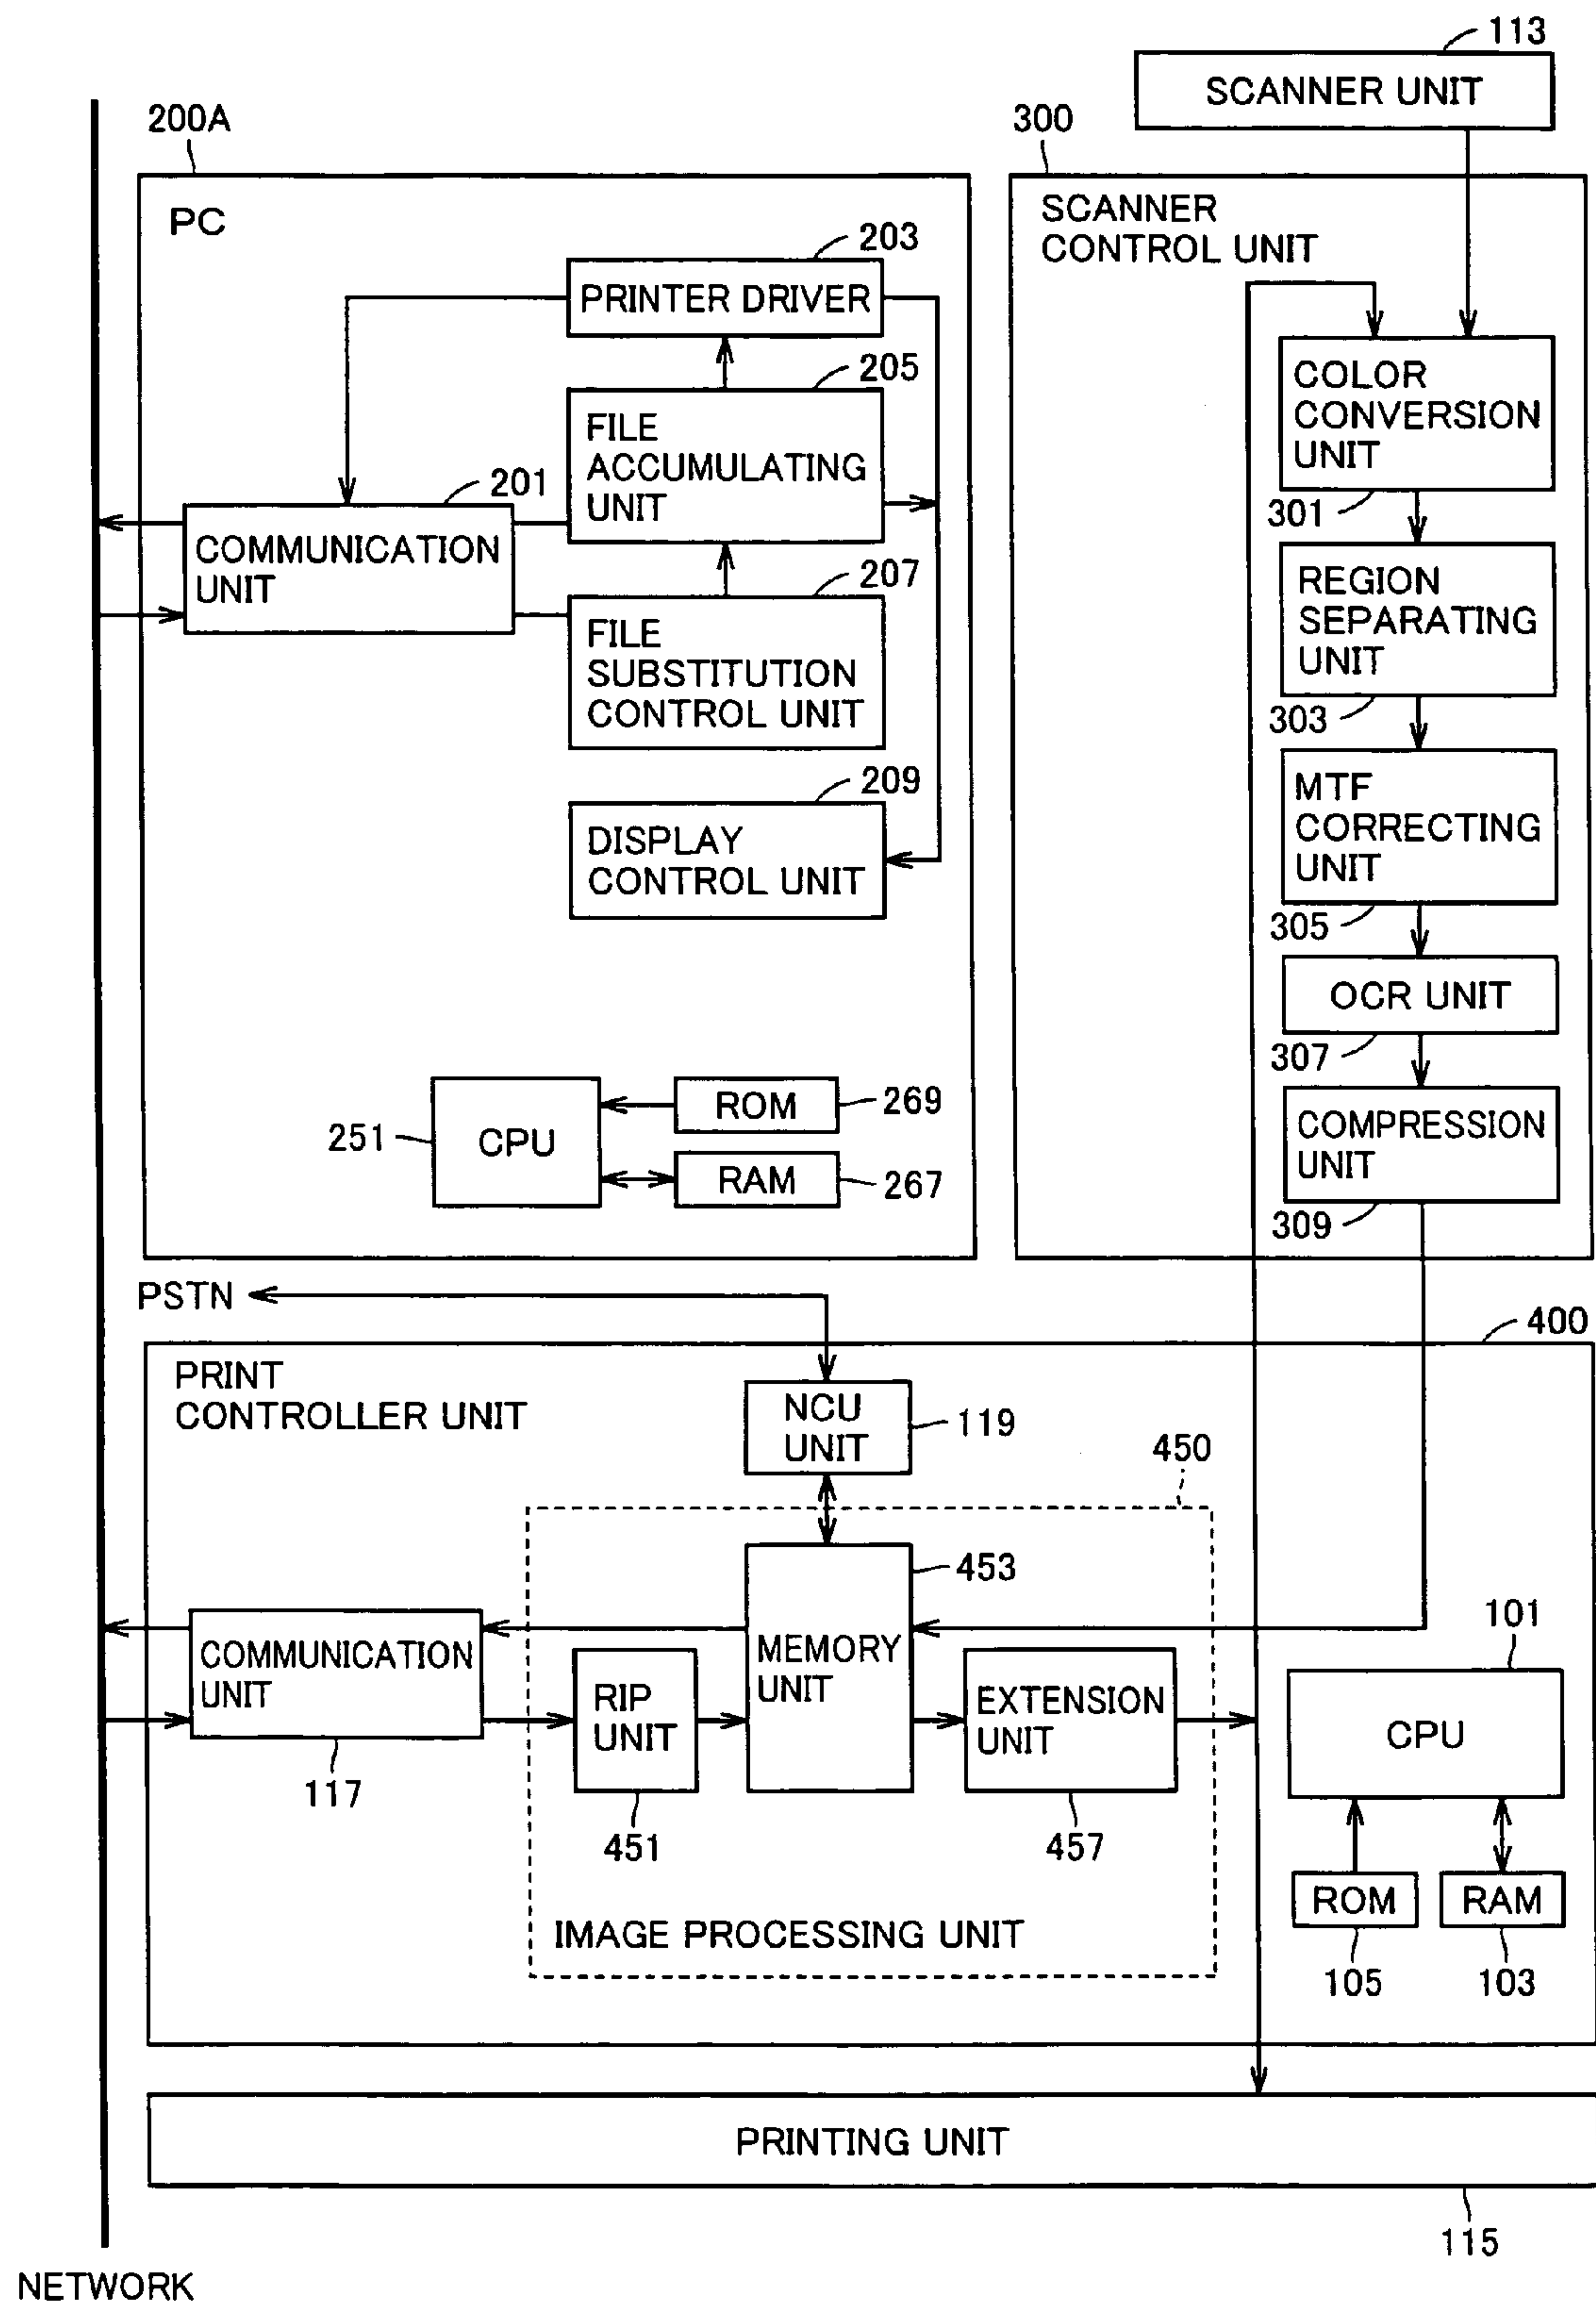 113
SCANNER UNIT
200A
300
PC
SCANNER
CONTROL UNIT
203
PRINTER DRIVER
205
FILE
ACCUMULATING
UNIT
201
COMMUNICATION
UNIT
207
FILE
SUBSTITUTION
CONTROL UNIT
209
DISPLAY
CONTROL UNIT
COLOR
CONVERSION
UNIT
301
REGION
SEPARATING
UNIT
303
MTF
CORRECTING
UNIT
305
OCR UNIT
307
COMPRESSION
UNIT
309
251
CPU
ROM
269
RAM
267
PSTN
400
PRINT
CONTROLLER UNIT
NCU
UNIT
119
450
453
COMMUNICATION
UNIT
117
RIP
UNIT
451
MEMORY
UNIT
EXTENSION
UNIT
457
IMAGE PROCESSING UNIT
101
CPU
ROM
RAM
105
103
PRINTING UNIT
115
NETWORK